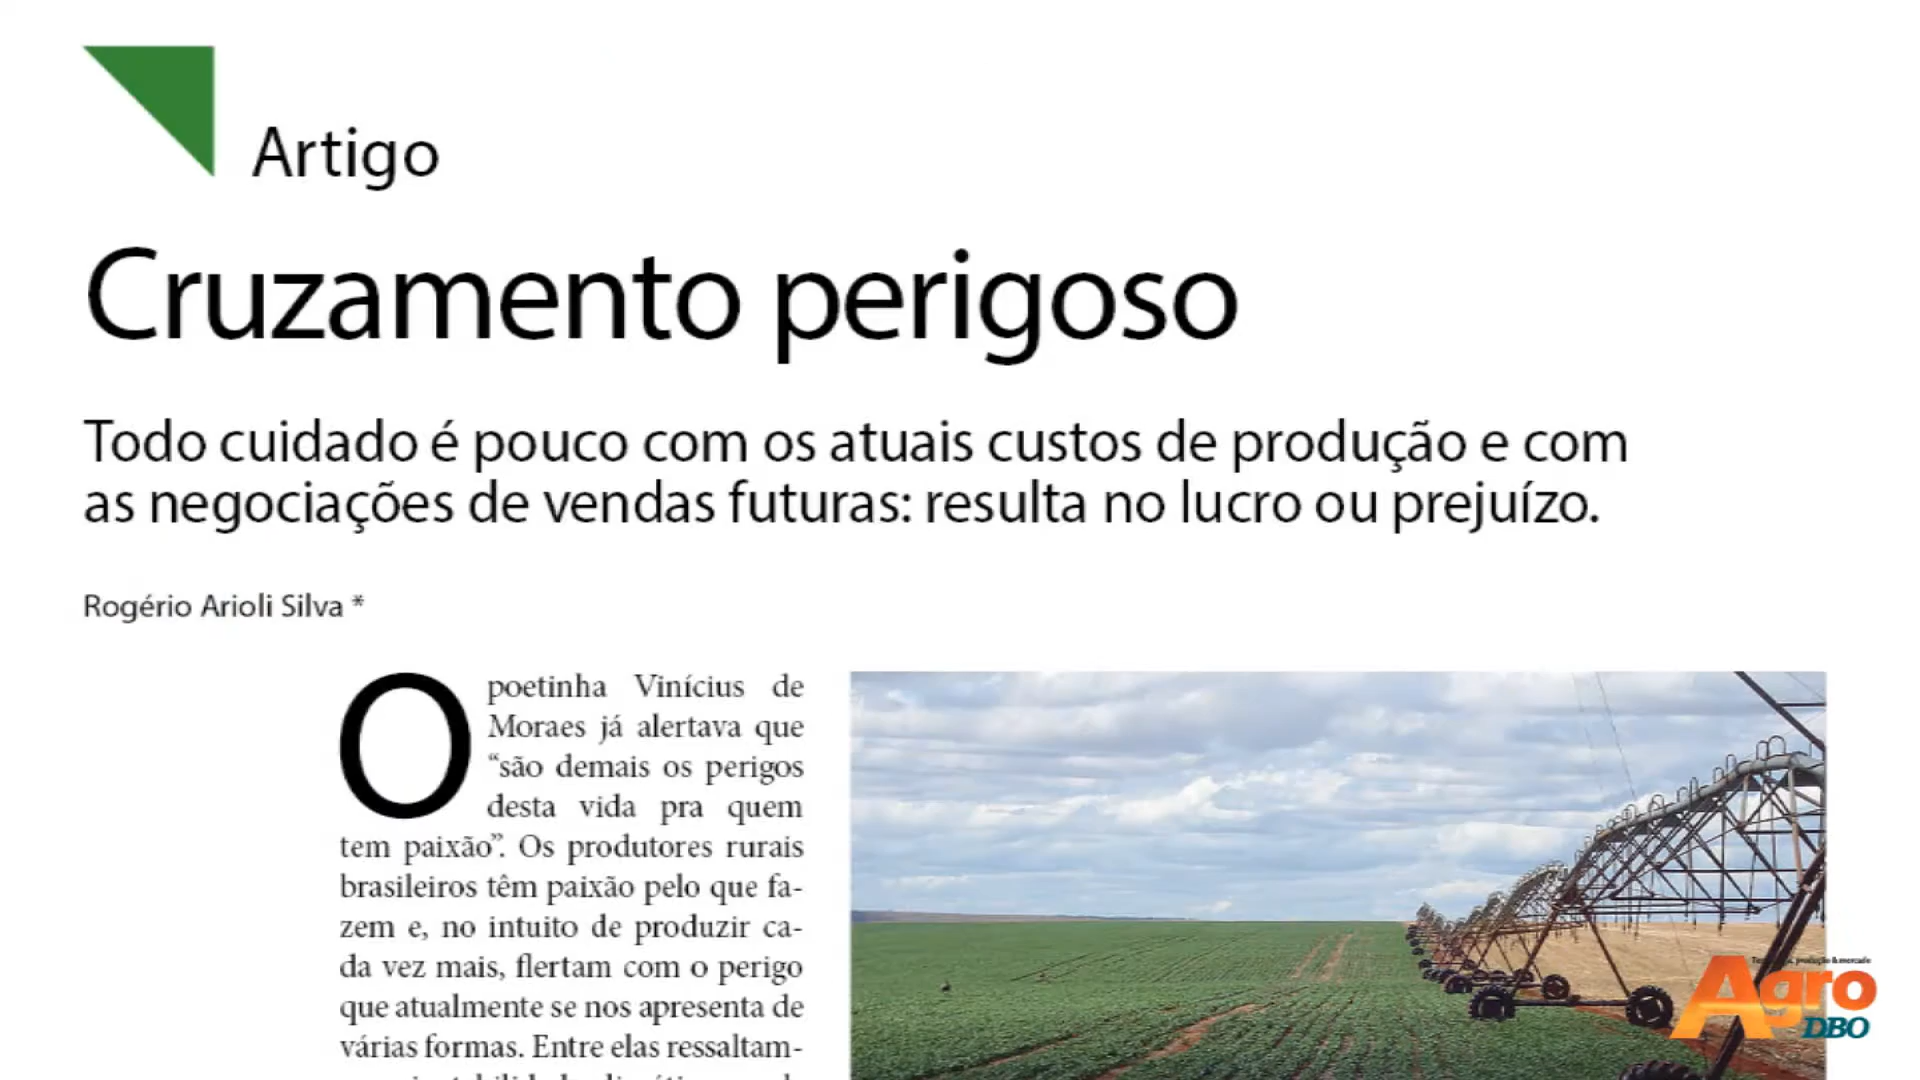 Artigo
Cruzamento perigoso
Todo cuidado é pouco com os atuais custos de produção e com
as negociações de vendas futuras: resulta no lucro ou prejuízo.
Rogério Arioli Silva *
O poetinha Vinícius de
Moraes já alertava que
“são demais os perigos
desta vida pra quem
tem paixão”. Os produtores rurais
brasileiros têm paixão pelo que fa-
zem e, no intuito de produzir ca-
da vez mais, flertam com o perigo
que atualmente se nos apresenta de
várias formas. Entre elas ressaltam-
produção & mercado
Agro
DBO